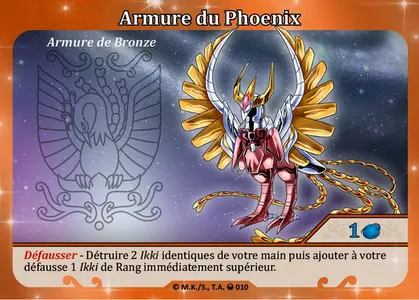 Armure du Phoenix
Armure de Bronze
1
Défausser - Détruire 2 Ikki identiques de votre main puis ajouter à votre
défausse 1 Ikki de Rang immédiatement supérieur.
© M.K./S., T.A. 010